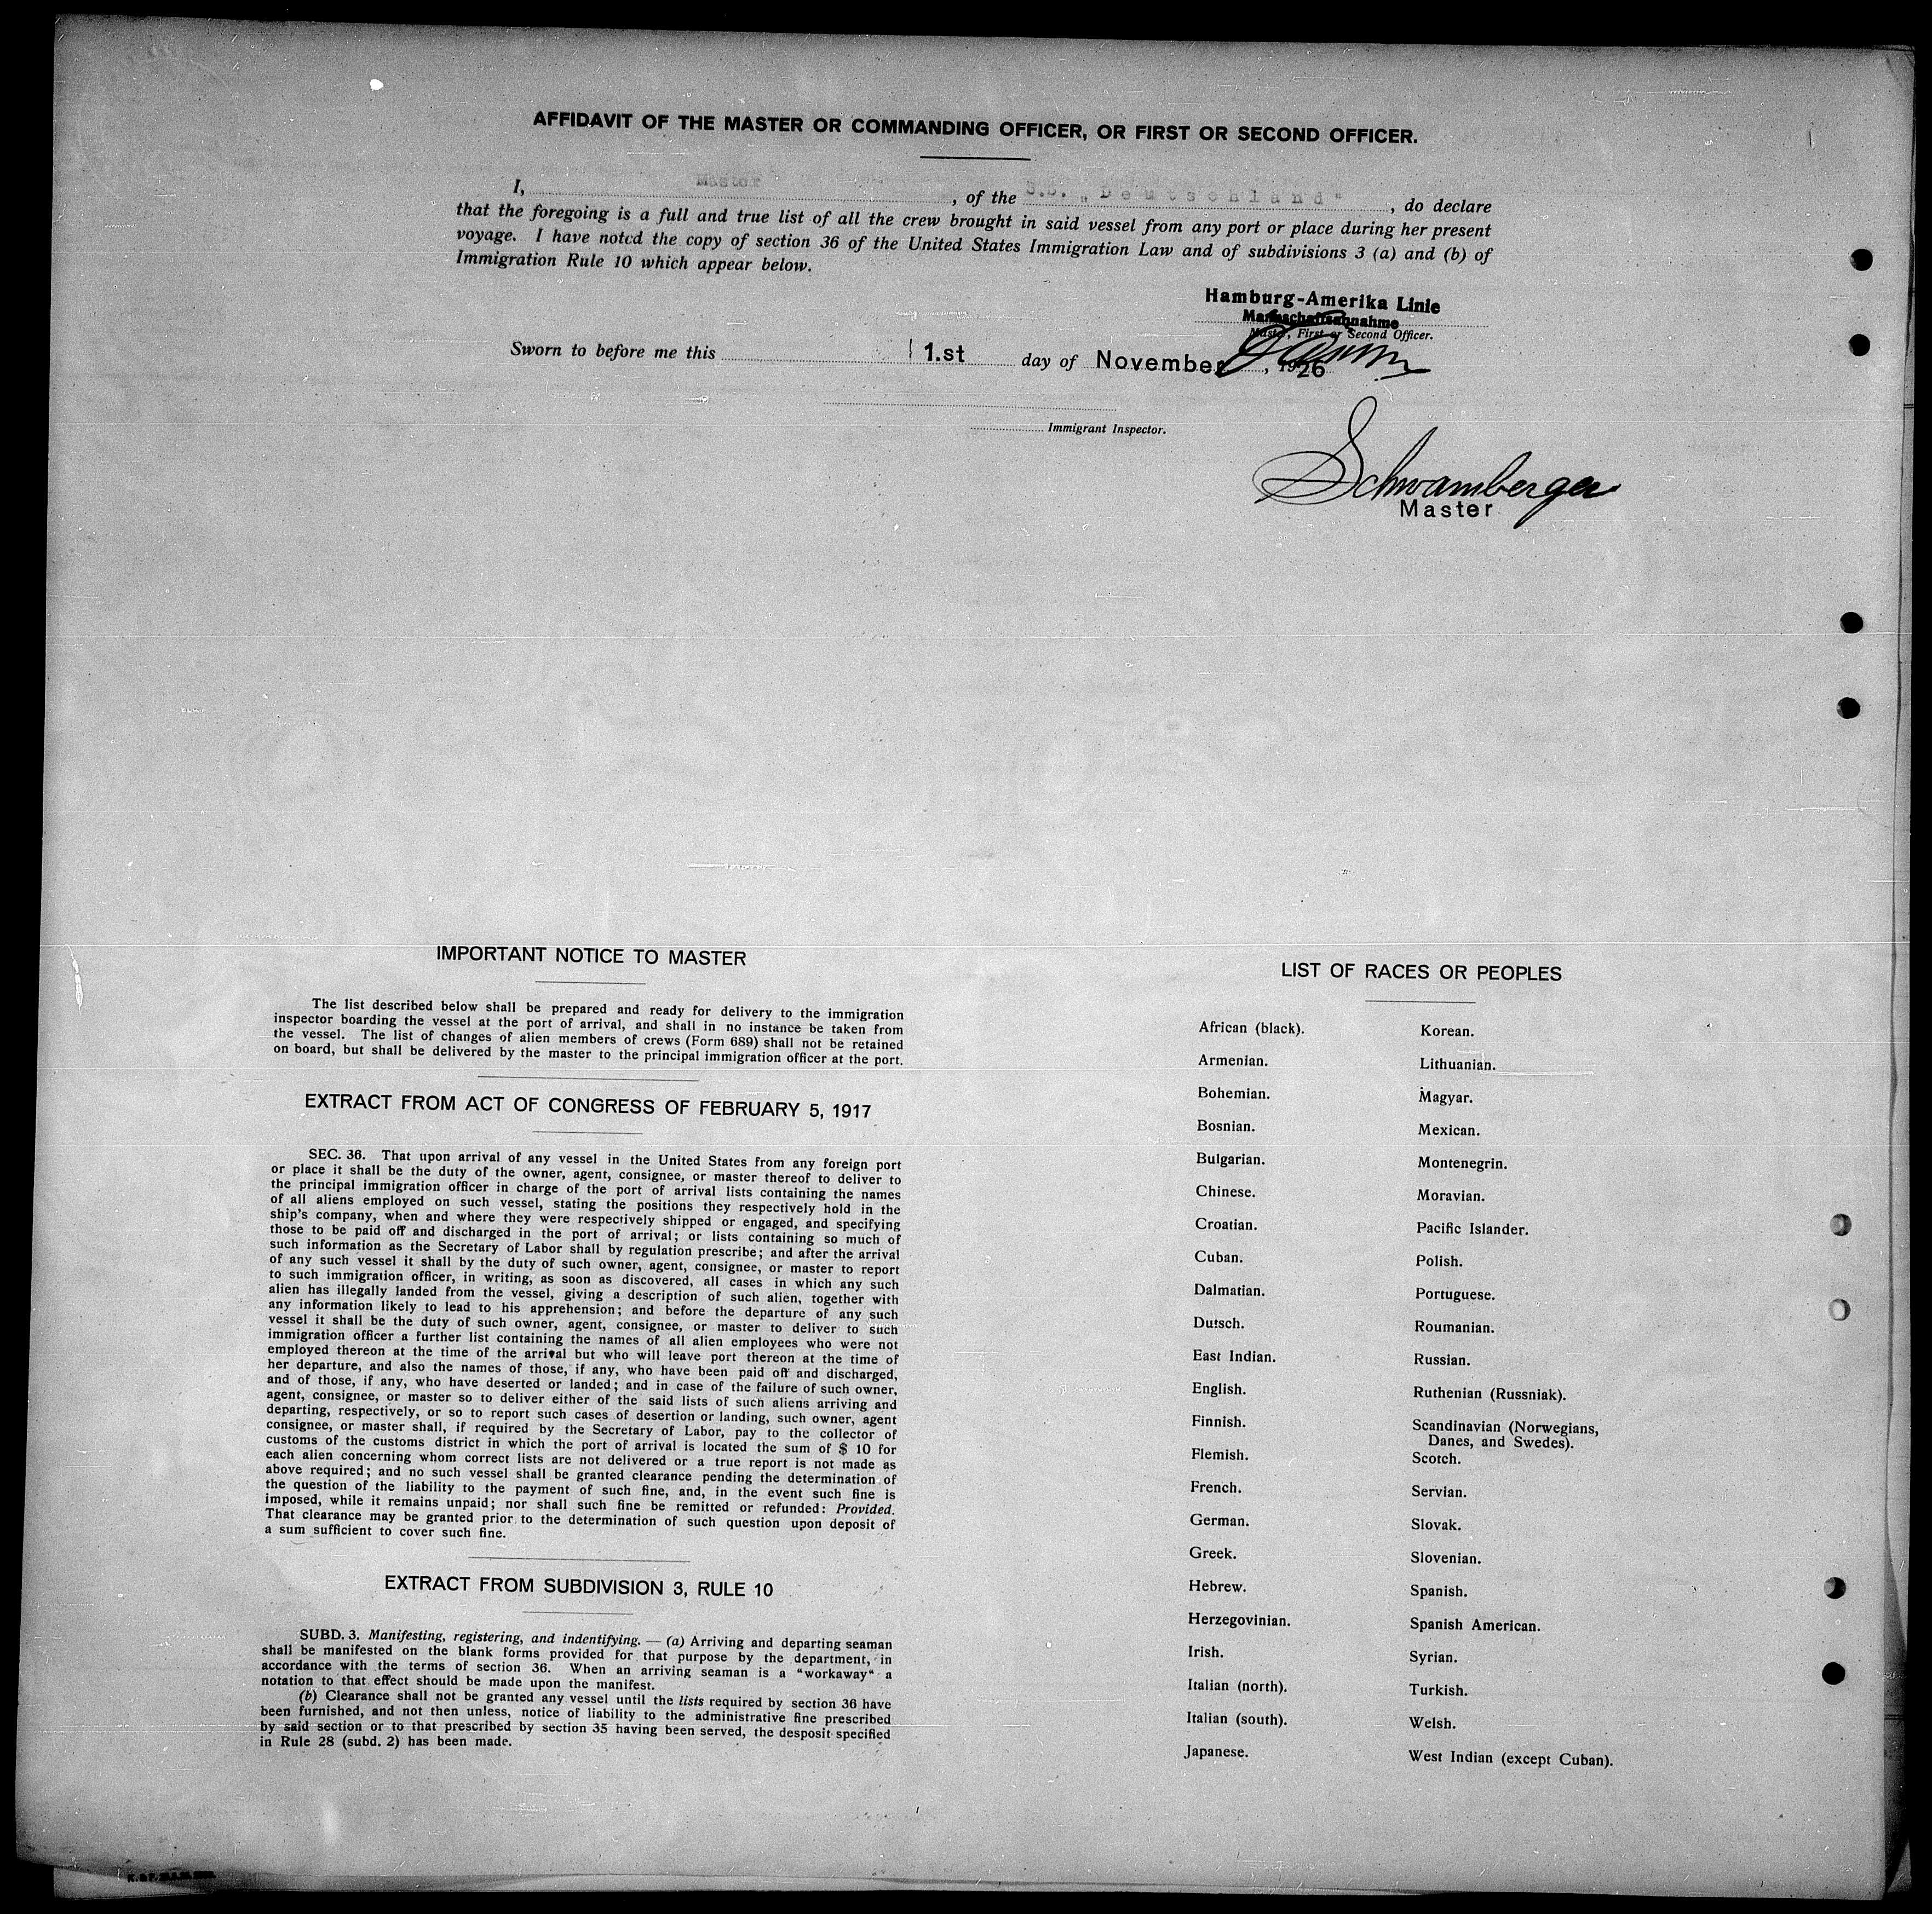 AFFIDAVIT OF THE MASTER OR COMMANDING OFFICER, OR FIRST OR SECOND OFFICER.
I, Master, of the S.S. „Deutschland", do declare
that the foregoing is a full and true list of all the crew brought in said vessel from any port or place during her present
voyage. I have noted the copy of section 36 of the United States Immigration Law and of subdivisions 3 (a) and (b) of
Immigration Rule 10 which appear below.
Hamburg-Amerika Linie
Mannschaftsannahme
Master, First or Second Officer.
Sworn to before me this 1.st day of November, 1926
Immigrant Inspector.
Schwamberger
Master
IMPORTANT NOTICE TO MASTER
The list described below shall be prepared and ready for delivery to the immigration
inspector boarding the vessel at the port of arrival, and shall in no instance be taken from
the vessel. The list of changes of alien members of crews (Form 689) shall not be retained
on board, but shall be delivered by the master to the principal immigration officer at the port.
EXTRACT FROM ACT OF CONGRESS OF FEBRUARY 5, 1917
SEC. 36. That upon arrival of any vessel in the United States from any foreign port
or place it shall be the duty of the owner, agent, consignee, or master thereof to deliver to
the principal immigration officer in charge of the port of arrival lists containing the names
of all aliens employed on such vessel, stating the positions they respectively hold in the
ship's company, when and where they were respectively shipped or engaged, and specifying
those to be paid off and discharged in the port of arrival; or lists containing so much of
such information as the Secretary of Labor shall by regulation prescribe; and after the arrival
of any such vessel it shall by the duty of such owner, agent, consignee, or master to report
to such immigration officer, in writing, as soon as discovered, all cases in which any such
alien has illegally landed from the vessel, giving a description of such alien, together with
any information likely to lead to his apprehension; and before the departure of any such
vessel it shall be the duty of such owner, agent, consignee, or master to deliver to such
immigration officer a further list containing the names of all alien employees who were not
employed thereon at the time of the arrival but who will leave port thereon at the time of
her departure, and also the names of those, if any, who have been paid off and discharged,
and of those, if any, who have deserted or landed; and in case of the failure of such owner,
agent, consignee, or master so to deliver either of the said lists of such aliens arriving and
departing, respectively, or so to report such cases of desertion or landing, such owner, agent
consignee, or master shall, if required by the Secretary of Labor, pay to the collector of
customs of the customs district in which the port of arrival is located the sum of $ 10 for
each alien concerning whom correct lists are not delivered or a true report is not made as
above required; and no such vessel shall be granted clearance pending the determination of
the question of the liability to the payment of such fine, and, in the event such fine is
imposed, while it remains unpaid; nor shall such fine be remitted or refunded: Provided.
That clearance may be granted prior to the determination of such question upon deposit of
a sum sufficient to cover such fine.
EXTRACT FROM SUBDIVISION 3, RULE 10
SUBD. 3. Manifesting, registering, and indentifying. — (a) Arriving and departing seaman
shall be manifested on the blank forms provided for that purpose by the department, in
accordance with the terms of section 36. When an arriving seaman is a "workaway" a
notation to that effect should be made upon the manifest.
(b) Clearance shall not be granted any vessel until the lists required by section 36 have
been furnished, and not then unless, notice of liability to the administrative fine prescribed
by said section or to that prescribed by section 35 having been served, the desposit specified
in Rule 28 (subd. 2) has been made.
LIST OF RACES OR PEOPLES
African (black).
Armenian.
Bohemian.
Bosnian.
Bulgarian.
Chinese.
Croatian.
Cuban.
Dalmatian.
Dutsch.
East Indian.
English.
Finnish.
Flemish.
French.
German.
Greek.
Hebrew.
Herzegovinian.
Irish.
Italian (north).
Italian (south).
Japanese.
Korean.
Lithuanian.
Magyar.
Mexican.
Montenegrin.
Moravian.
Pacific Islander.
Polish.
Portuguese.
Roumanian.
Russian.
Ruthenian (Russniak).
Scandinavian (Norwegians,
Danes, and Swedes).
Scotch.
Servian.
Slovak.
Slovenian.
Spanish.
Spanish American.
Syrian.
Turkish.
Welsh.
West Indian (except Cuban).